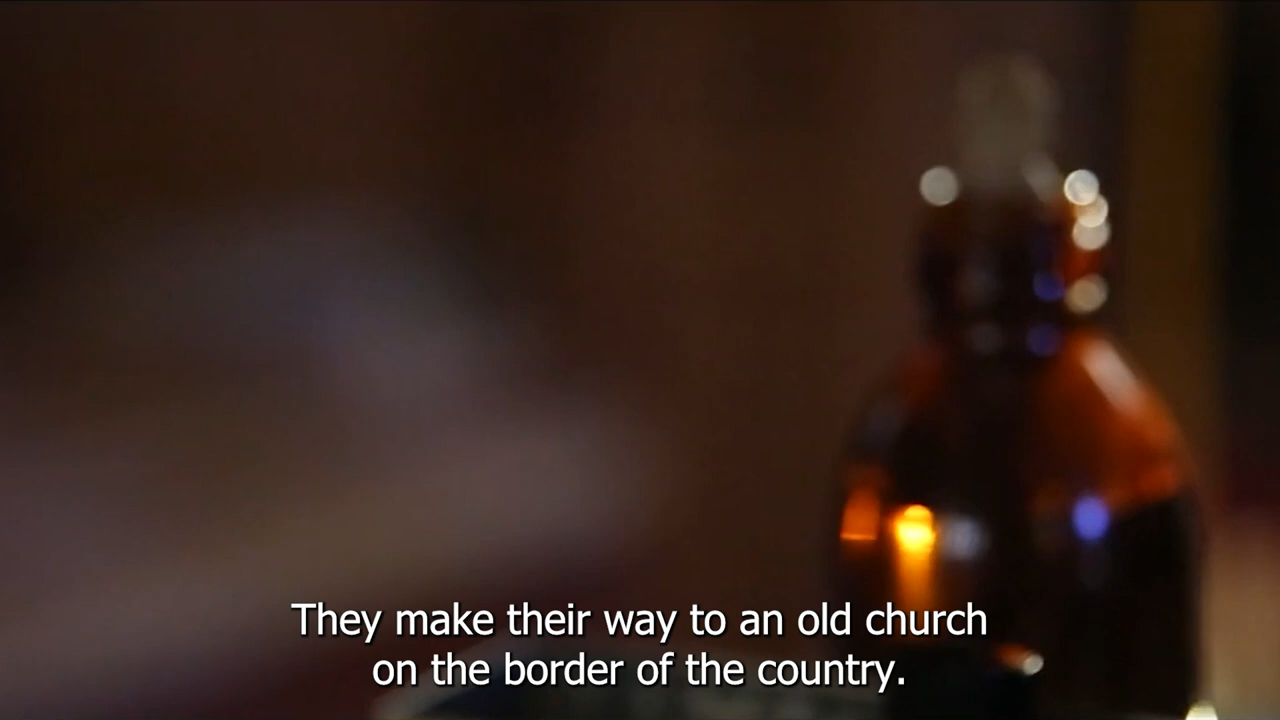 They make their way to an old church
on the border of the country.